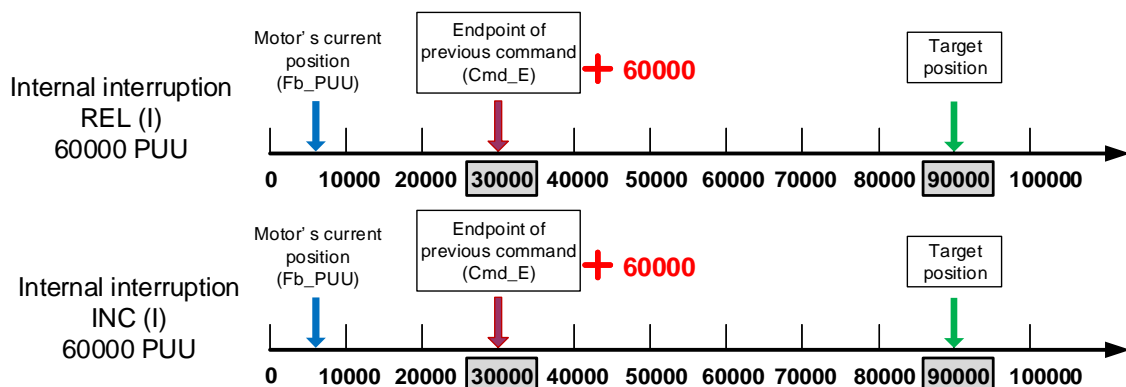 Internal interruption
REL (I)
60000 PUU
Motor's current
position
(Fb_PUU)
Endpoint of
previous command
(Cmd_E)
+ 60000
Target
position
0 10000 20000 30000 40000 50000 60000 70000 80000 90000 100000
Internal interruption
INC (I)
60000 PUU
Motor's current
position
(Fb_PUU)
Endpoint of
previous command
(Cmd_E)
+ 60000
Target
position
0 10000 20000 30000 40000 50000 60000 70000 80000 90000 100000